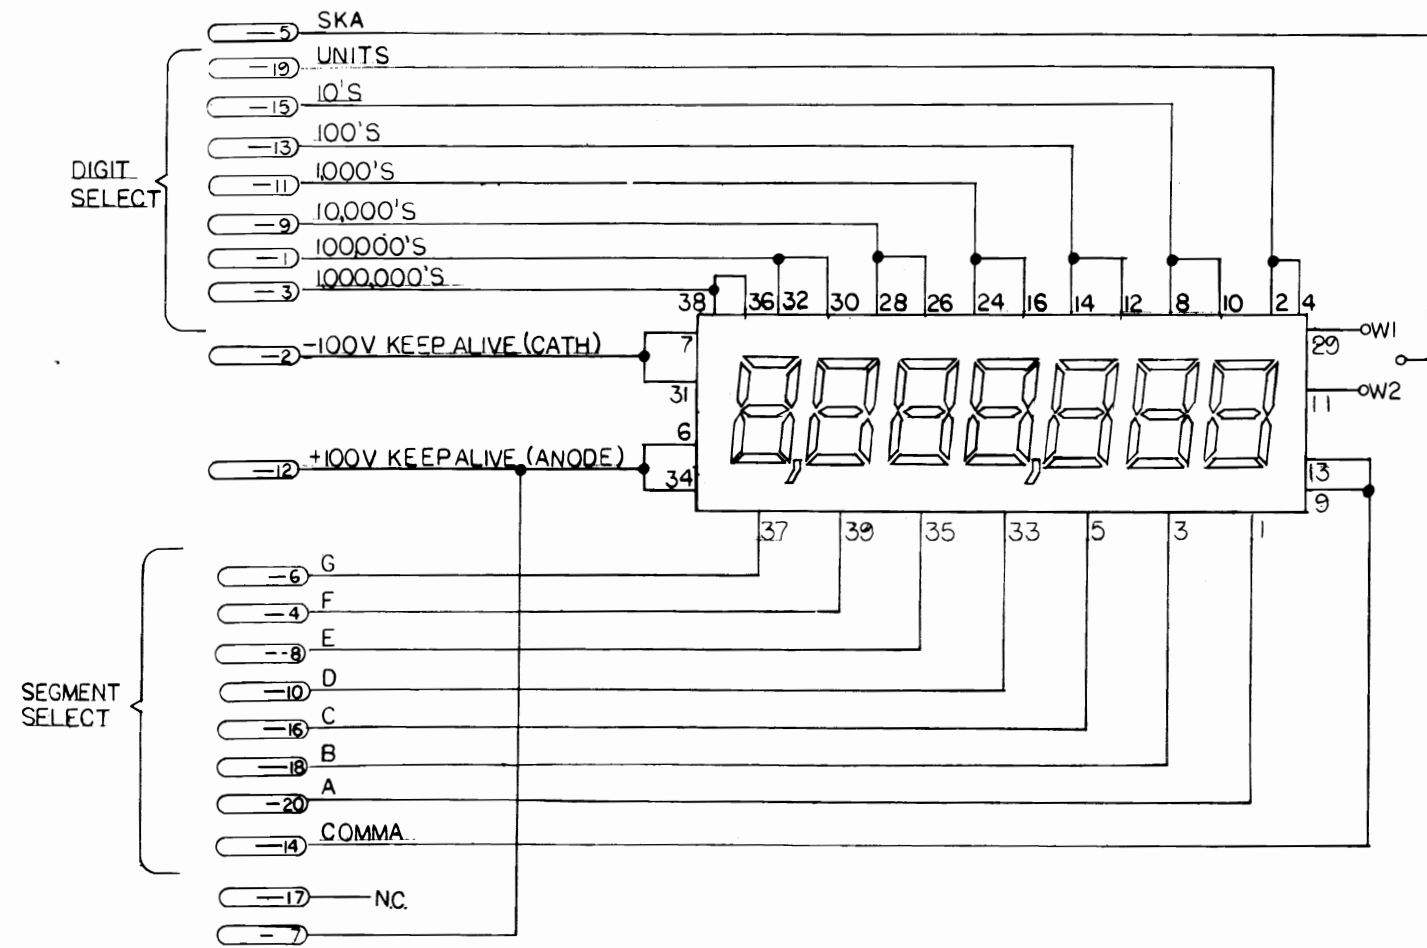 —5 SKA
—19 UNITS
—15 10'S
—13 100'S
DIGIT
SELECT
—11 1,000'S
—9 10,000'S
—1 100,000'S
—3 1,000,000'S
38 36 32 30 28 26 24 16 14 12 8 10 2 4
—2 -100V KEEP ALIVE (CATH)
7
31
29 W1
11 W2
—12 +100V KEEP ALIVE (ANODE)
6
34
13
9
37 39 35 33 5 3 1
SEGMENT
SELECT
—6 G
—4 F
--8 E
—10 D
—16 C
—18 B
-20 A
—14 COMMA
—17 N.C.
- 7